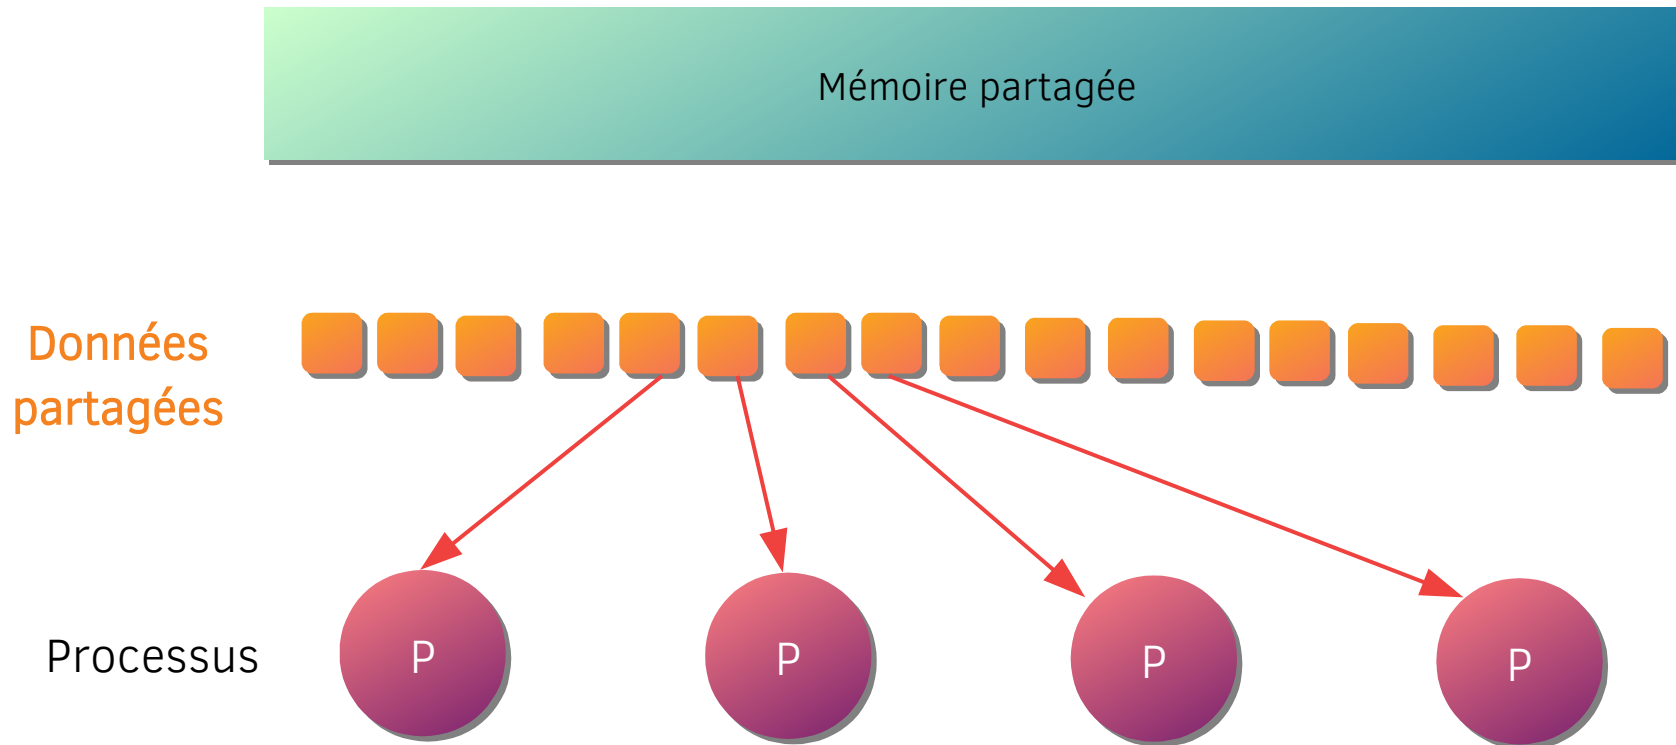 Mémoire partagée
Données
partagées
Processus
P
P
P
P